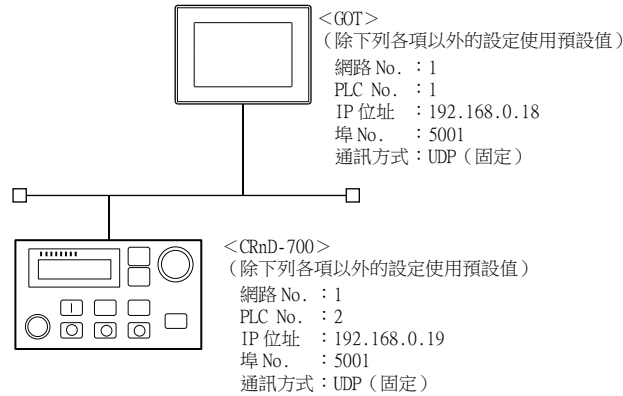 ＜GOT＞
（除下列各項以外的設定使用預設值）
網路 No.：1
PLC No.：1
IP 位址：192.168.0.18
埠 No.：5001
通訊方式：UDP（固定）
＜CRnD-700＞
（除下列各項以外的設定使用預設值）
網路 No.：1
PLC No.：2
IP 位址：192.168.0.19
埠 No.：5001
通訊方式：UDP（固定）